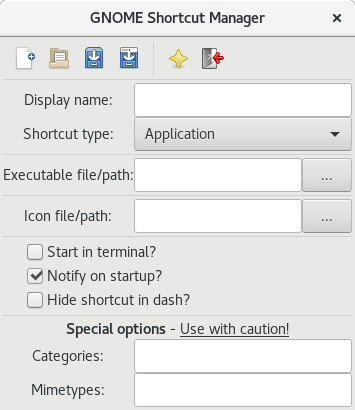 GNOME Shortcut Manager ×
Display name:
Shortcut type: Application
Executable file/path: ...
Icon file/path: ...
Start in terminal?
Notify on startup?
Hide shortcut in dash?
Special options - Use with caution!
Categories:
Mimetypes: